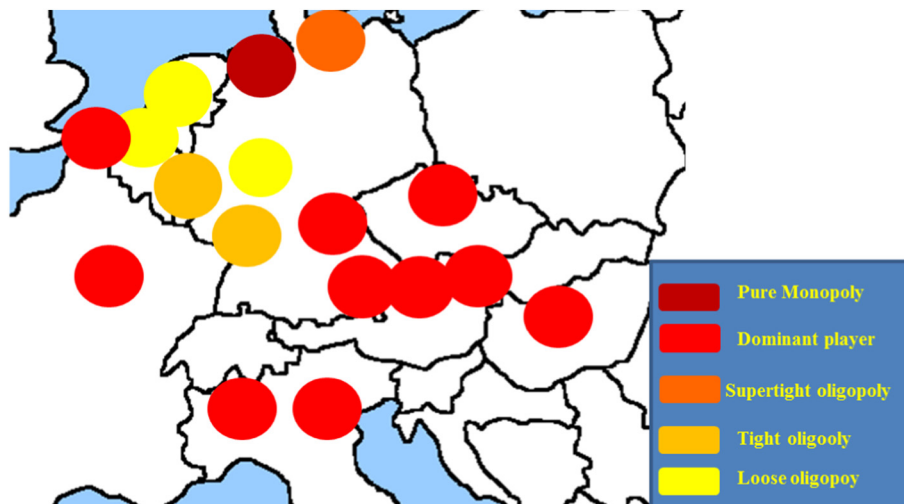 Pure Monopoly
Dominant player
Supertight oligopoly
Tight oligooly
Loose oligopoy